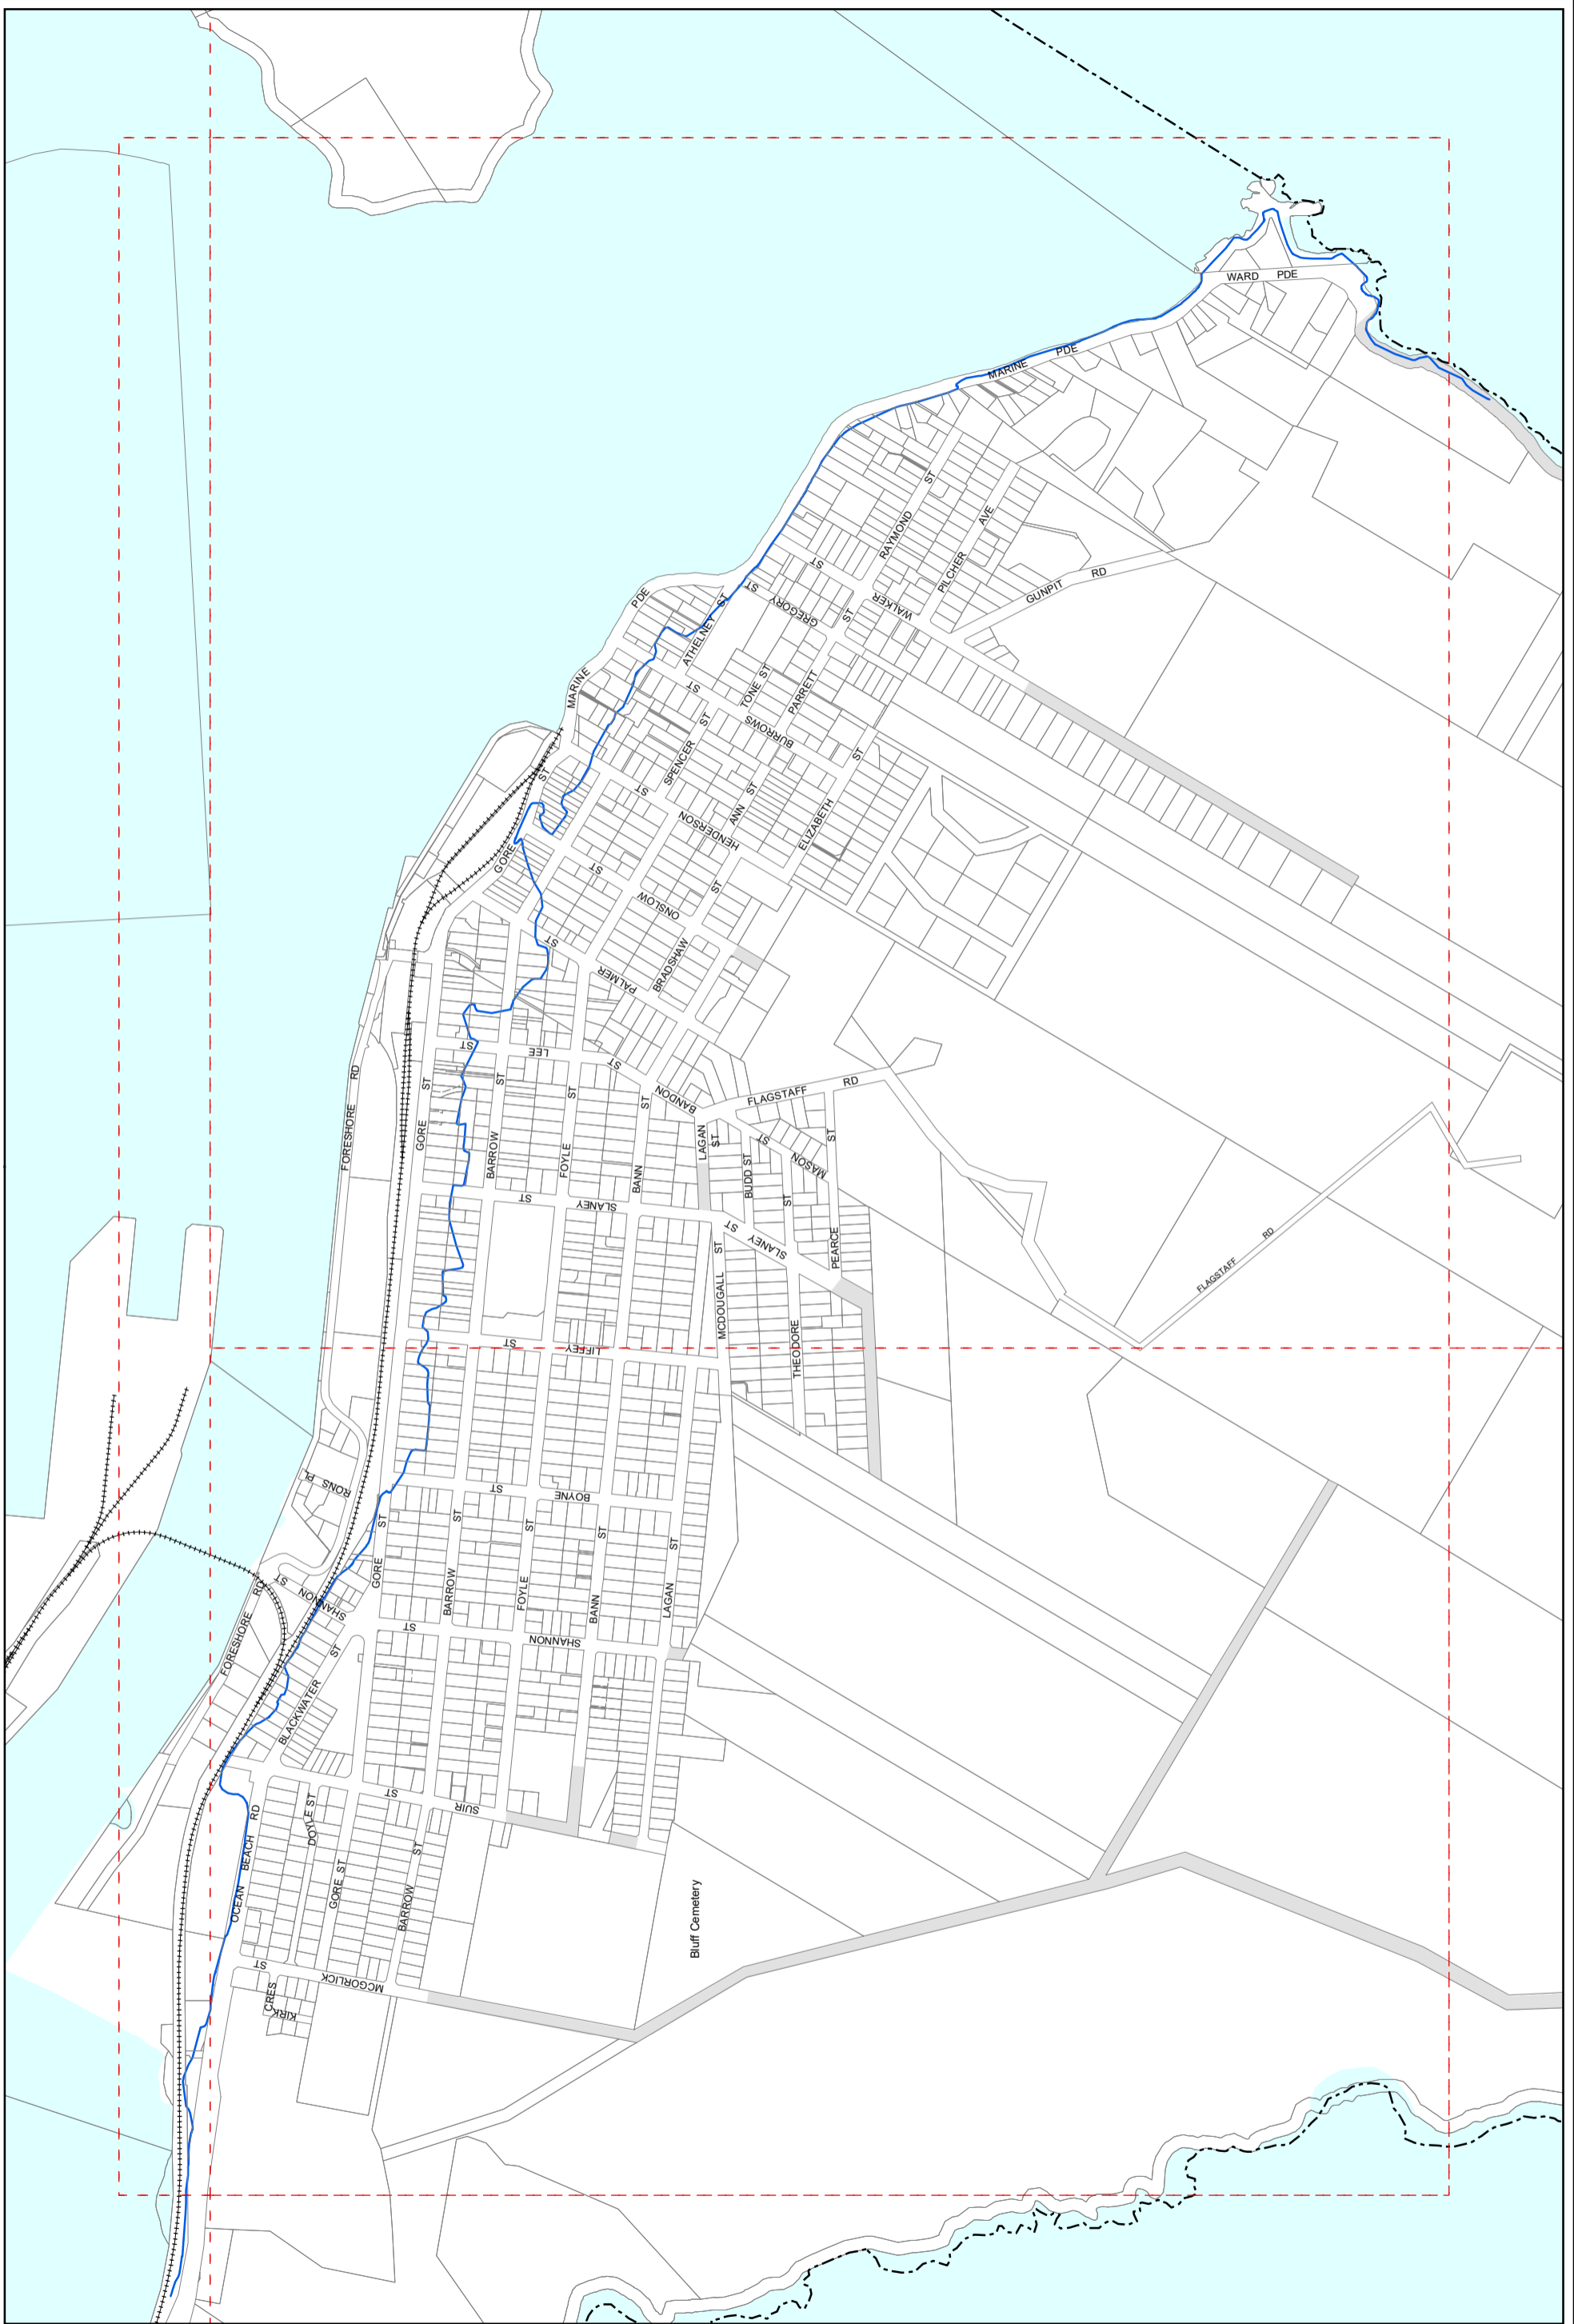 WARD PDE
MARINE PDE
RAYMOND ST
PILCHER AVE
GUNPIT RD
WALKER ST
GREGORY ST
ST
ATHELNEY ST
MARINE PDE
TONE ST
PARRETT
BURROWS ST
SPENCER ST
ELIZABETH ST
ANN ST
HENDERSON ST
GORE ST
ONSLOW ST
BRADSHAW ST
PALMER ST
LEE ST
BANDON ST
FLAGSTAFF RD
FORESHORE RD
GORE ST
BARROW ST
FOYLE ST
BANN ST
LAGAN ST
BUDD ST
MASON ST
PEARCE ST
ST
SLANEY ST
SLANEY ST
MCDOUGALL ST
THEODORE
FLAGSTAFF RD
LIFFEY ST
RONS PL
BOYNE ST
GORE ST
BARROW ST
FOYLE ST
BANN ST
LAGAN ST
SHANNON ST
SHANNON ST
FORESHORE RD
BLACKWATER ST
SUIR ST
OCEAN BEACH RD
DOYLE ST
GORE ST
BARROW ST
Bluff Cemetery
MCGORLICK ST
KIRK CRES